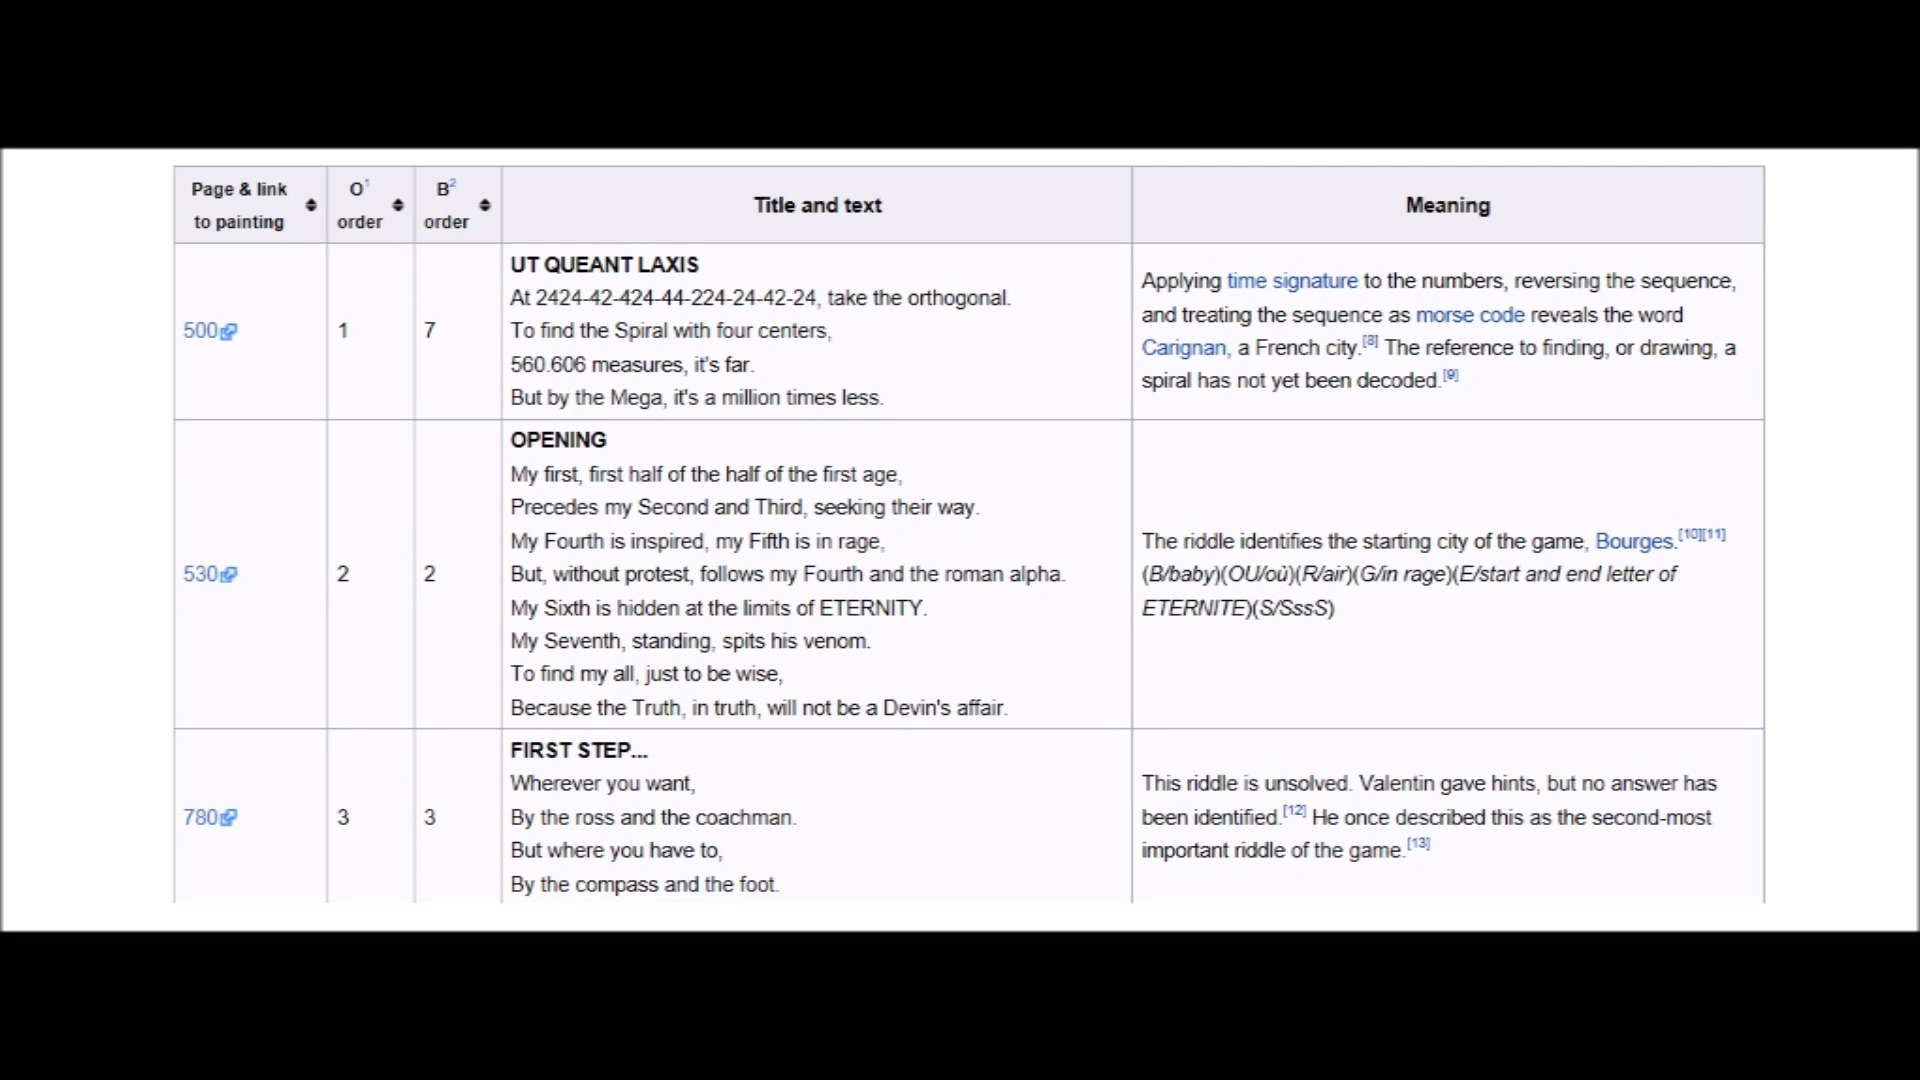 Page & link
to painting
O1
order
B2
order
Title and text
Meaning
500
1
7
UT QUEANT LAXIS
At 2424-42-424-44-224-24-42-24, take the orthogonal.
To find the Spiral with four centers,
560.606 measures, it's far.
But by the Mega, it's a million times less.
Applying time signature to the numbers, reversing the sequence,
and treating the sequence as morse code reveals the word
Carignan, a French city.[8] The reference to finding, or drawing, a
spiral has not yet been decoded.[9]
530
2
2
OPENING
My first, first half of the half of the first age,
Precedes my Second and Third, seeking their way.
My Fourth is inspired, my Fifth is in rage,
But, without protest, follows my Fourth and the roman alpha.
My Sixth is hidden at the limits of ETERNITY.
My Seventh, standing, spits his venom.
To find my all, just to be wise,
Because the Truth, in truth, will not be a Devin's affair.
The riddle identifies the starting city of the game, Bourges.[10][11]
(B/baby)(OU/où)(R/air)(G/in rage)(E/start and end letter of
ETERNITE)(S/SssS)
780
3
3
FIRST STEP...
Wherever you want,
By the ross and the coachman.
But where you have to,
By the compass and the foot.
This riddle is unsolved. Valentin gave hints, but no answer has
been identified.[12] He once described this as the second-most
important riddle of the game.[13]